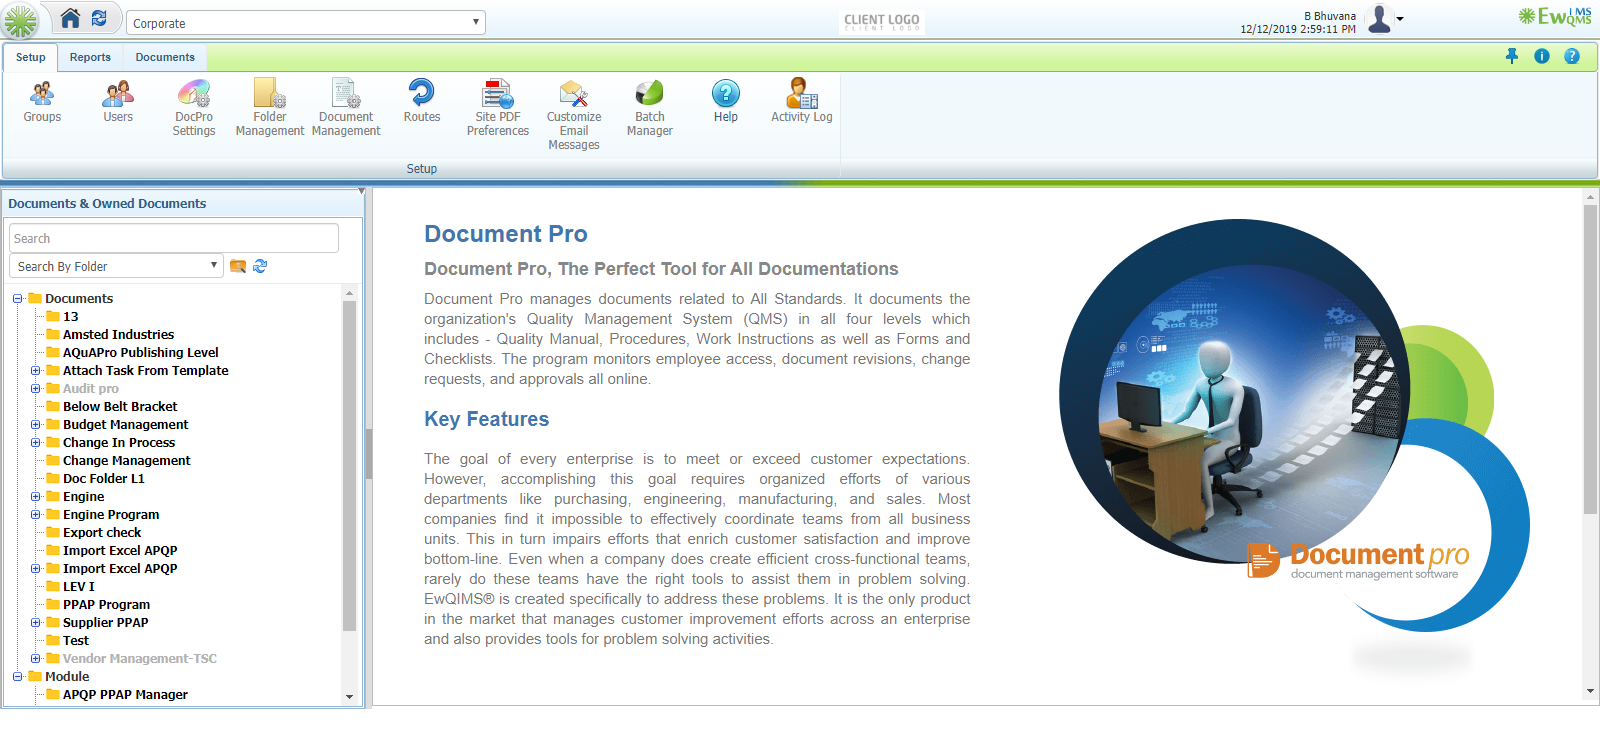 Corporate
CLIENT LOGO
CLIENT LOGO
B Bhuvana
12/12/2019 2:59:11 PM
EwQIMS
QMS
Setup
Reports
Documents
Groups
Users
DocPro
Settings
Folder
Management
Document
Management
Routes
Site PDF
Preferences
Customize
Email
Messages
Batch
Manager
Help
Activity Log
Setup
Documents & Owned Documents
Search
Search By Folder
Documents
13
Amsted Industries
AQuAPro Publishing Level
Attach Task From Template
Audit pro
Below Belt Bracket
Budget Management
Change In Process
Change Management
Doc Folder L1
Engine
Engine Program
Export check
Import Excel APQP
Import Excel APQP
LEV I
PPAP Program
Supplier PPAP
Test
Vendor Management-TSC
Module
APQP PPAP Manager
Document Pro
Document Pro, The Perfect Tool for All Documentations
Document Pro manages documents related to All Standards. It documents the
organization's Quality Management System (QMS) in all four levels which
includes - Quality Manual, Procedures, Work Instructions as well as Forms and
Checklists. The program monitors employee access, document revisions, change
requests, and approvals all online.
Key Features
The goal of every enterprise is to meet or exceed customer expectations.
However, accomplishing this goal requires organized efforts of various
departments like purchasing, engineering, manufacturing, and sales. Most
companies find it impossible to effectively coordinate teams from all business
units. This in turn impairs efforts that enrich customer satisfaction and improve
bottom-line. Even when a company does create efficient cross-functional teams,
rarely do these teams have the right tools to assist them in problem solving.
EwQIMS® is created specifically to address these problems. It is the only product
in the market that manages customer improvement efforts across an enterprise
and also provides tools for problem solving activities.
Document pro
document management software